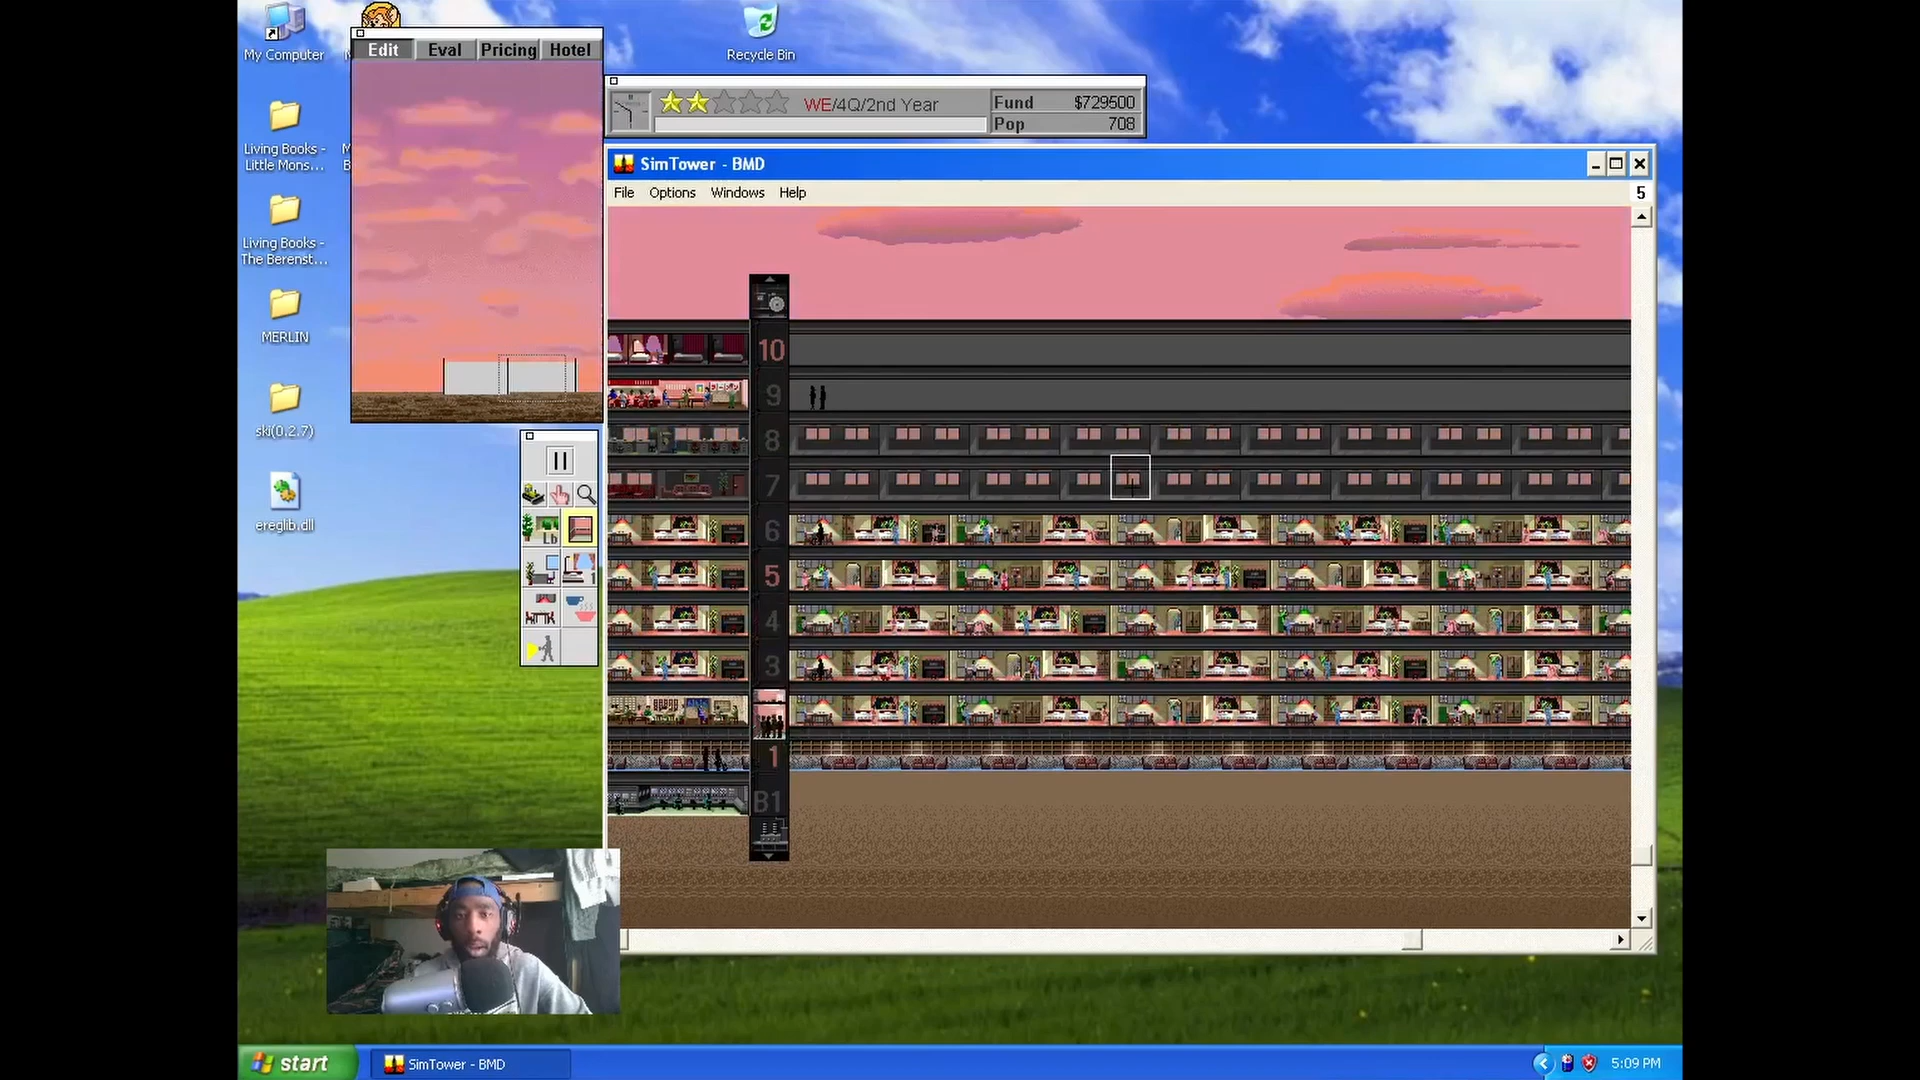 My Computer
Recycle Bin
Edit Eval Pricing Hotel
WE/4Q/2nd Year
Fund $729500
Pop 708
Living Books -
Little Mons...
SimTower - BMD
File Options Windows Help
5
Living Books -
The Berenst...
MERLIN
ski(0.2.7)
ereglib.dll
Lb
1
10
9
8
7
6
5
4
3
1
B1
start
SimTower - BMD
5:09 PM